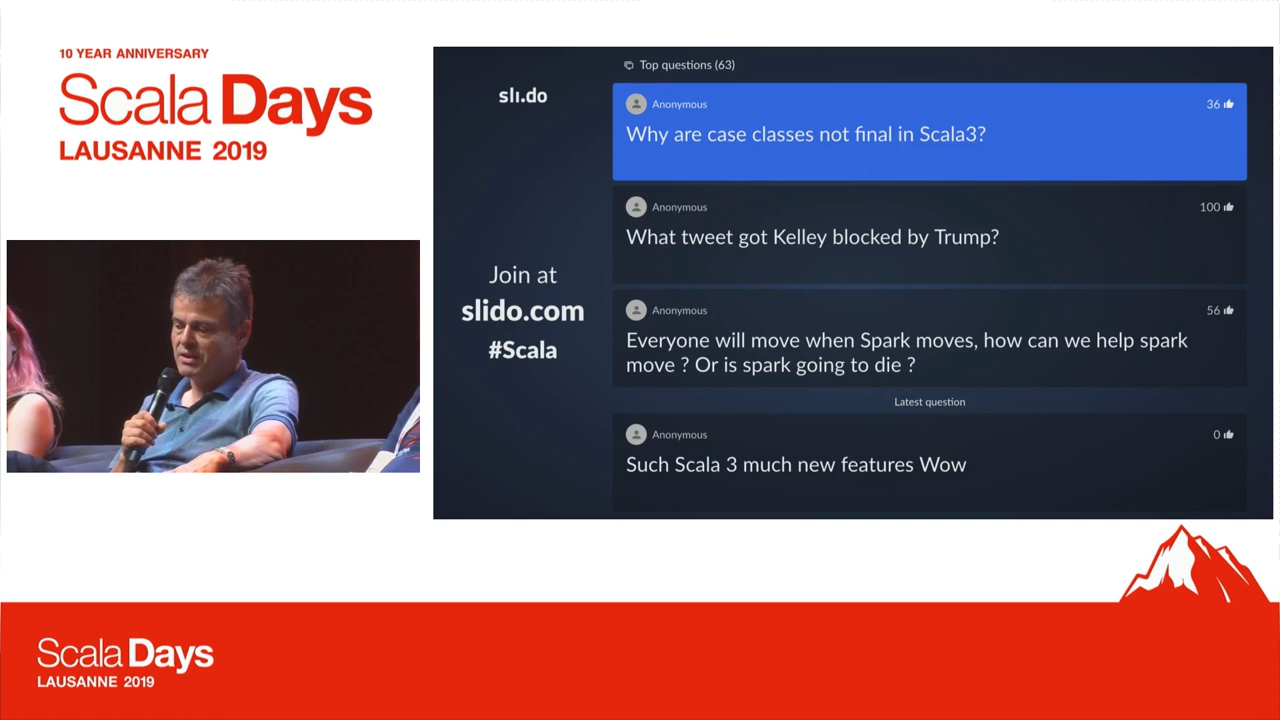 10 YEAR ANNIVERSARY
Scala Days
LAUSANNE 2019
Top questions (63)
sli.do
Join at
slido.com
#Scala
Anonymous
36
Why are case classes not final in Scala3?
Anonymous
100
What tweet got Kelley blocked by Trump?
Anonymous
56
Everyone will move when Spark moves, how can we help spark
move ? Or is spark going to die ?
Latest question
Anonymous
0
Such Scala 3 much new features Wow
Scala Days
LAUSANNE 2019